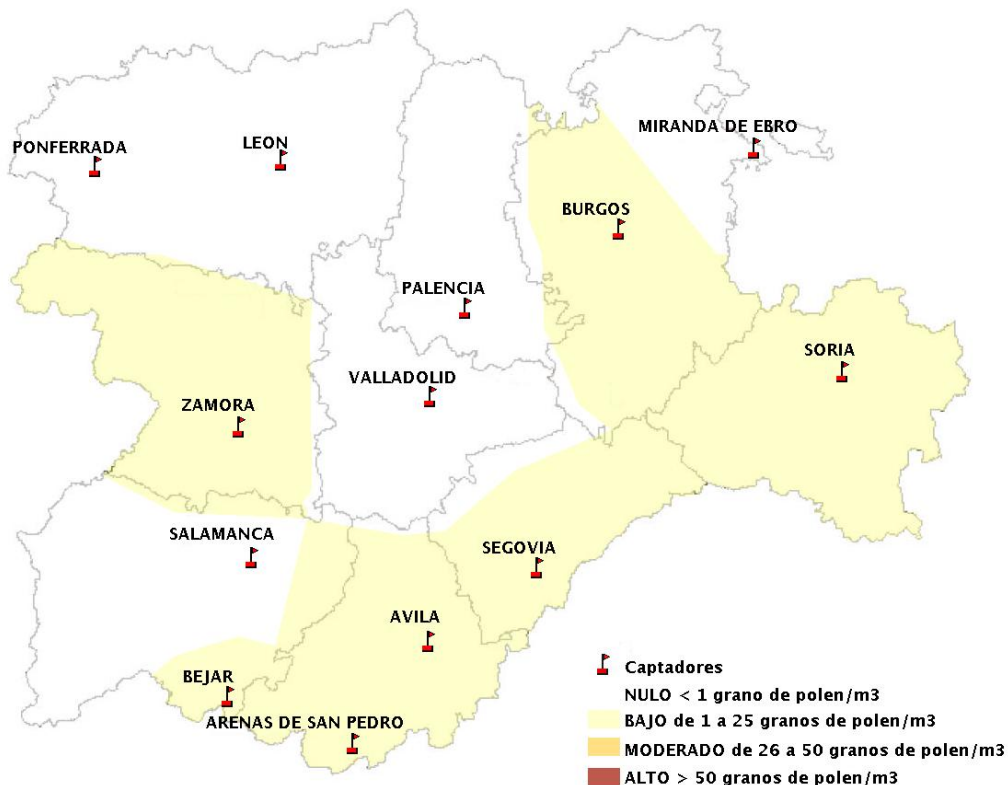 MIRANDA DE EBRO
PONFERRADA
LEON
BURGOS
PALENCIA
SORIA
VALLADOLID
ZAMORA
SALAMANCA
SEGOVIA
AVILA
BEJAR
ARENAS DE SAN PEDRO
Captadores
NULO < 1 grano de polen/m3
BAJO de 1 a 25 granos de polen/m3
MODERADO de 26 a 50 granos de polen/m3
ALTO > 50 granos de polen/m3